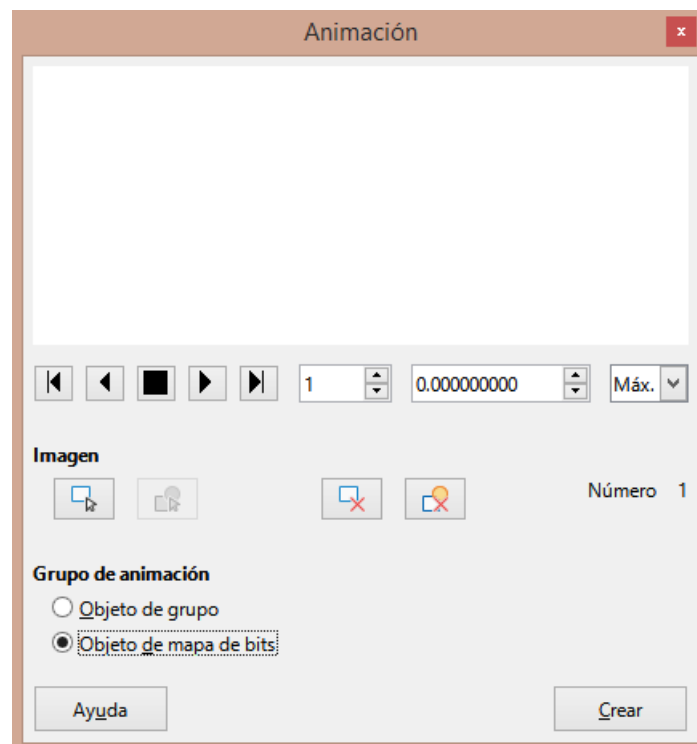 Animación
x
1 0.000000000 Máx.
Imagen
Número 1
Grupo de animación
Objeto de grupo
Objeto de mapa de bits
Ayuda Crear